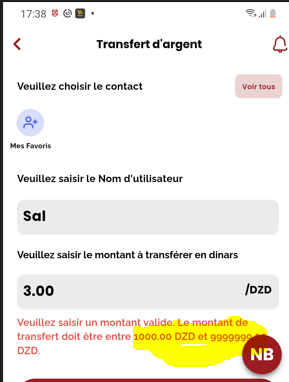 17:38
Transfert d'argent
Veuillez choisir le contact
Voir tous
Mes Favoris
Veuillez saisir le Nom d'utilisateur
Sal
Veuillez saisir le montant à transférer en dinars
3.00 /DZD
Veuillez saisir un montant valide. Le montant de
transfert doit être entre 1000.00 DZD et 9999999
DZD.
NB